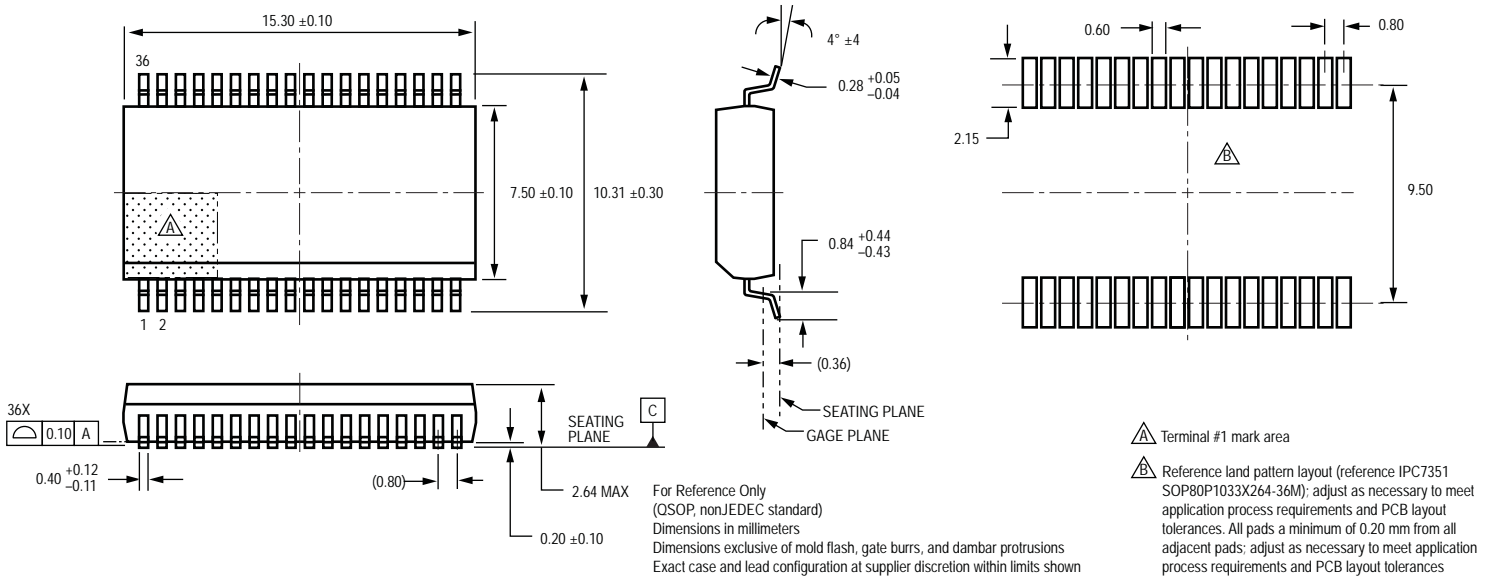 15.30 ±0.10
36
A
7.50 ±0.10
10.31 ±0.30
1 2
4° ±4
0.28 +0.05 –0.04
0.84 +0.44 –0.43
(0.36)
SEATING PLANE
GAGE PLANE
0.60
0.80
2.15
B
9.50
36X
0.10 A
0.40 +0.12 –0.11
(0.80)
SEATING
PLANE
C
2.64 MAX
0.20 ±0.10
For Reference Only
(QSOP, nonJEDEC standard)
Dimensions in millimeters
Dimensions exclusive of mold flash, gate burrs, and dambar protrusions
Exact case and lead configuration at supplier discretion within limits shown
A Terminal #1 mark area
B Reference land pattern layout (reference IPC7351
SOP80P1033X264-36M); adjust as necessary to meet
application process requirements and PCB layout
tolerances. All pads a minimum of 0.20 mm from all
adjacent pads; adjust as necessary to meet application
process requirements and PCB layout tolerances